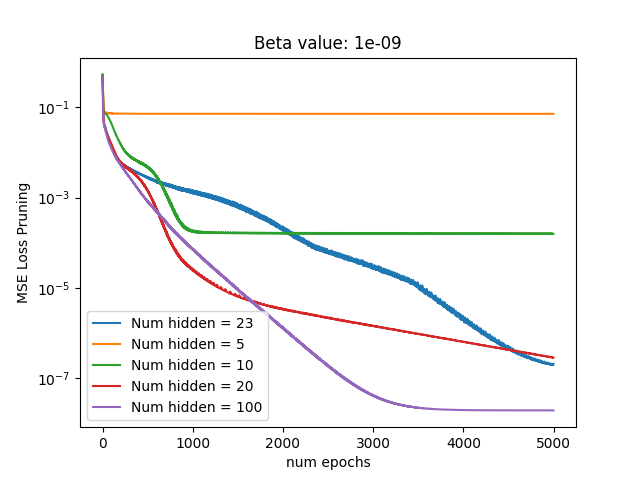 Beta value: 1e-09
MSE Loss Pruning
10⁻¹
10⁻³
10⁻⁵
10⁻⁷
Num hidden = 23
Num hidden = 5
Num hidden = 10
Num hidden = 20
Num hidden = 100
0 1000 2000 3000 4000 5000
num epochs